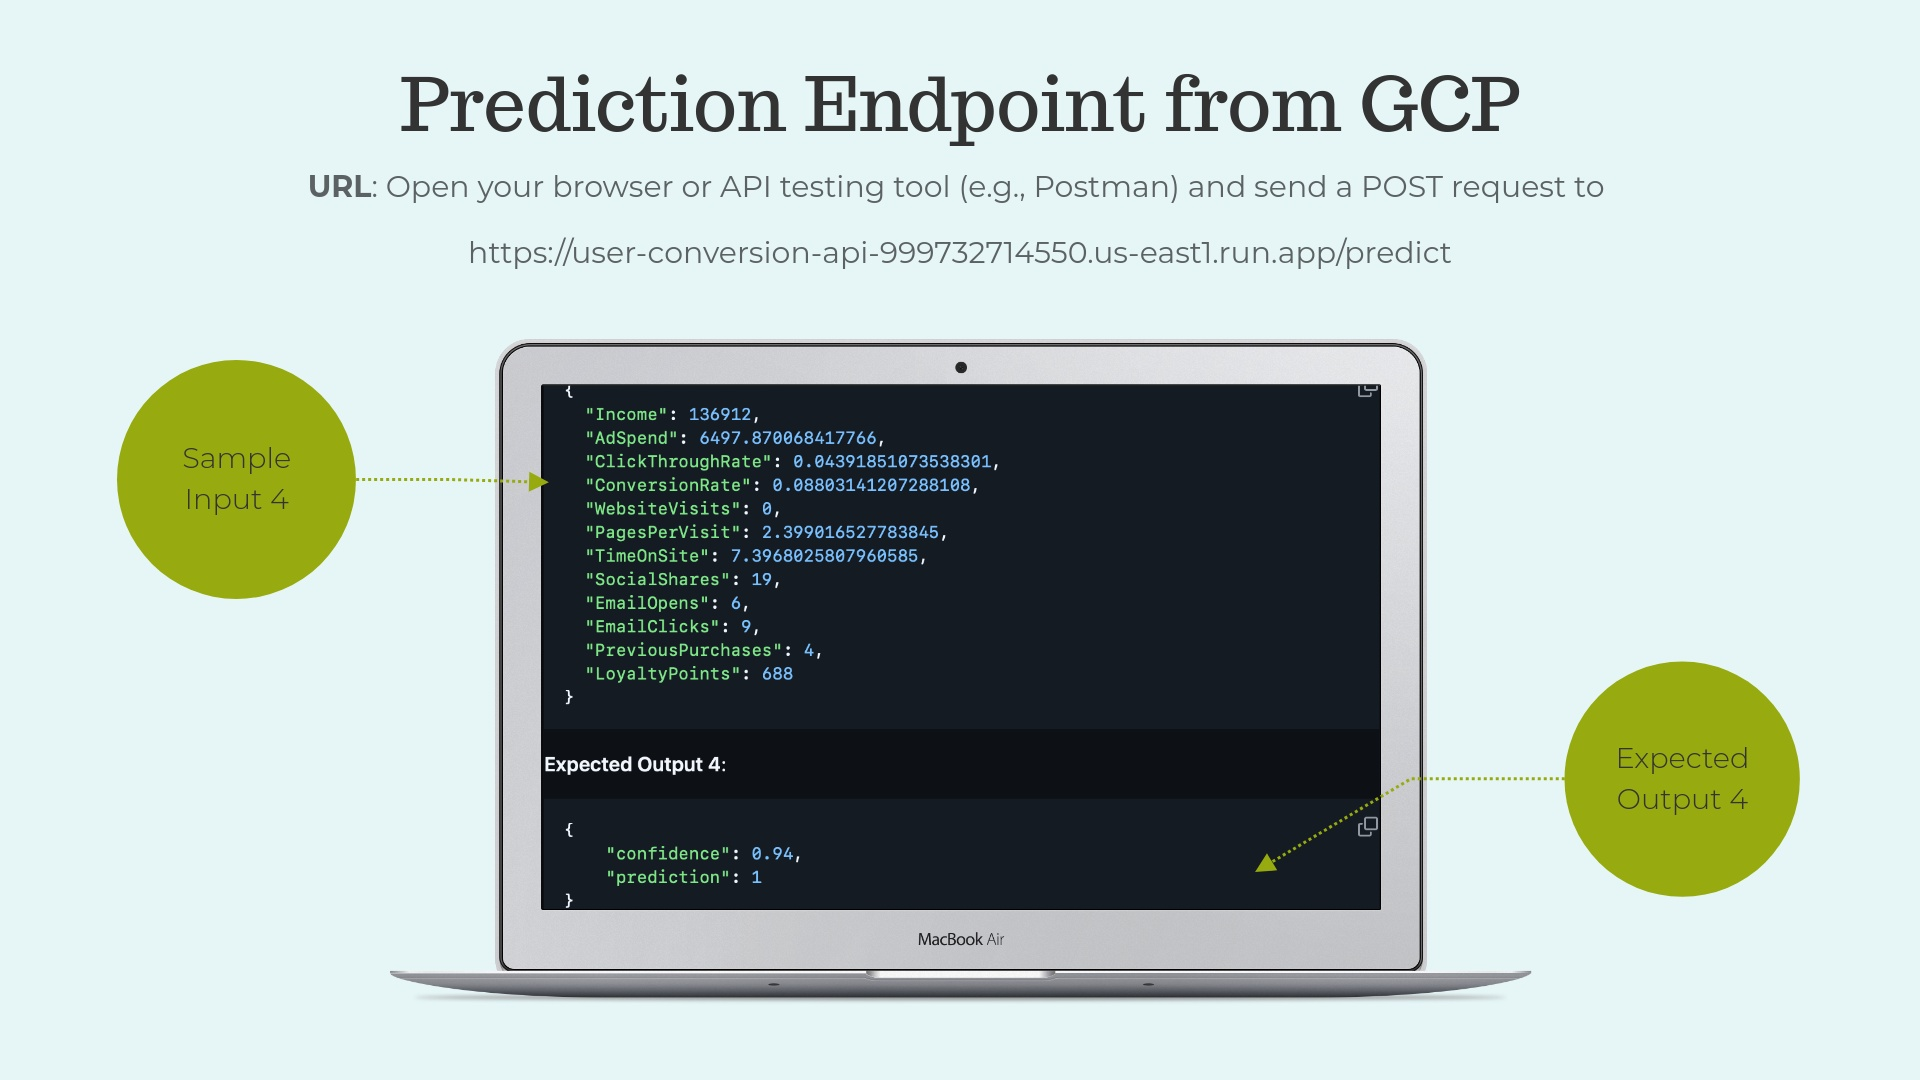 Prediction Endpoint from GCP
URL: Open your browser or API testing tool (e.g., Postman) and send a POST request to
https://user-conversion-api-999732714550.us-east1.run.app/predict
Sample
Input 4
{
"Income": 136912,
"AdSpend": 6497.870068417766,
"ClickThroughRate": 0.04391851073538301,
"ConversionRate": 0.08803141207288108,
"WebsiteVisits": 0,
"PagesPerVisit": 2.399016527783845,
"TimeOnSite": 7.3968025807960585,
"SocialShares": 19,
"EmailOpens": 6,
"EmailClicks": 9,
"PreviousPurchases": 4,
"LoyaltyPoints": 688
}
Expected Output 4:
{
"confidence": 0.94,
"prediction": 1
}
Expected
Output 4
MacBook Air